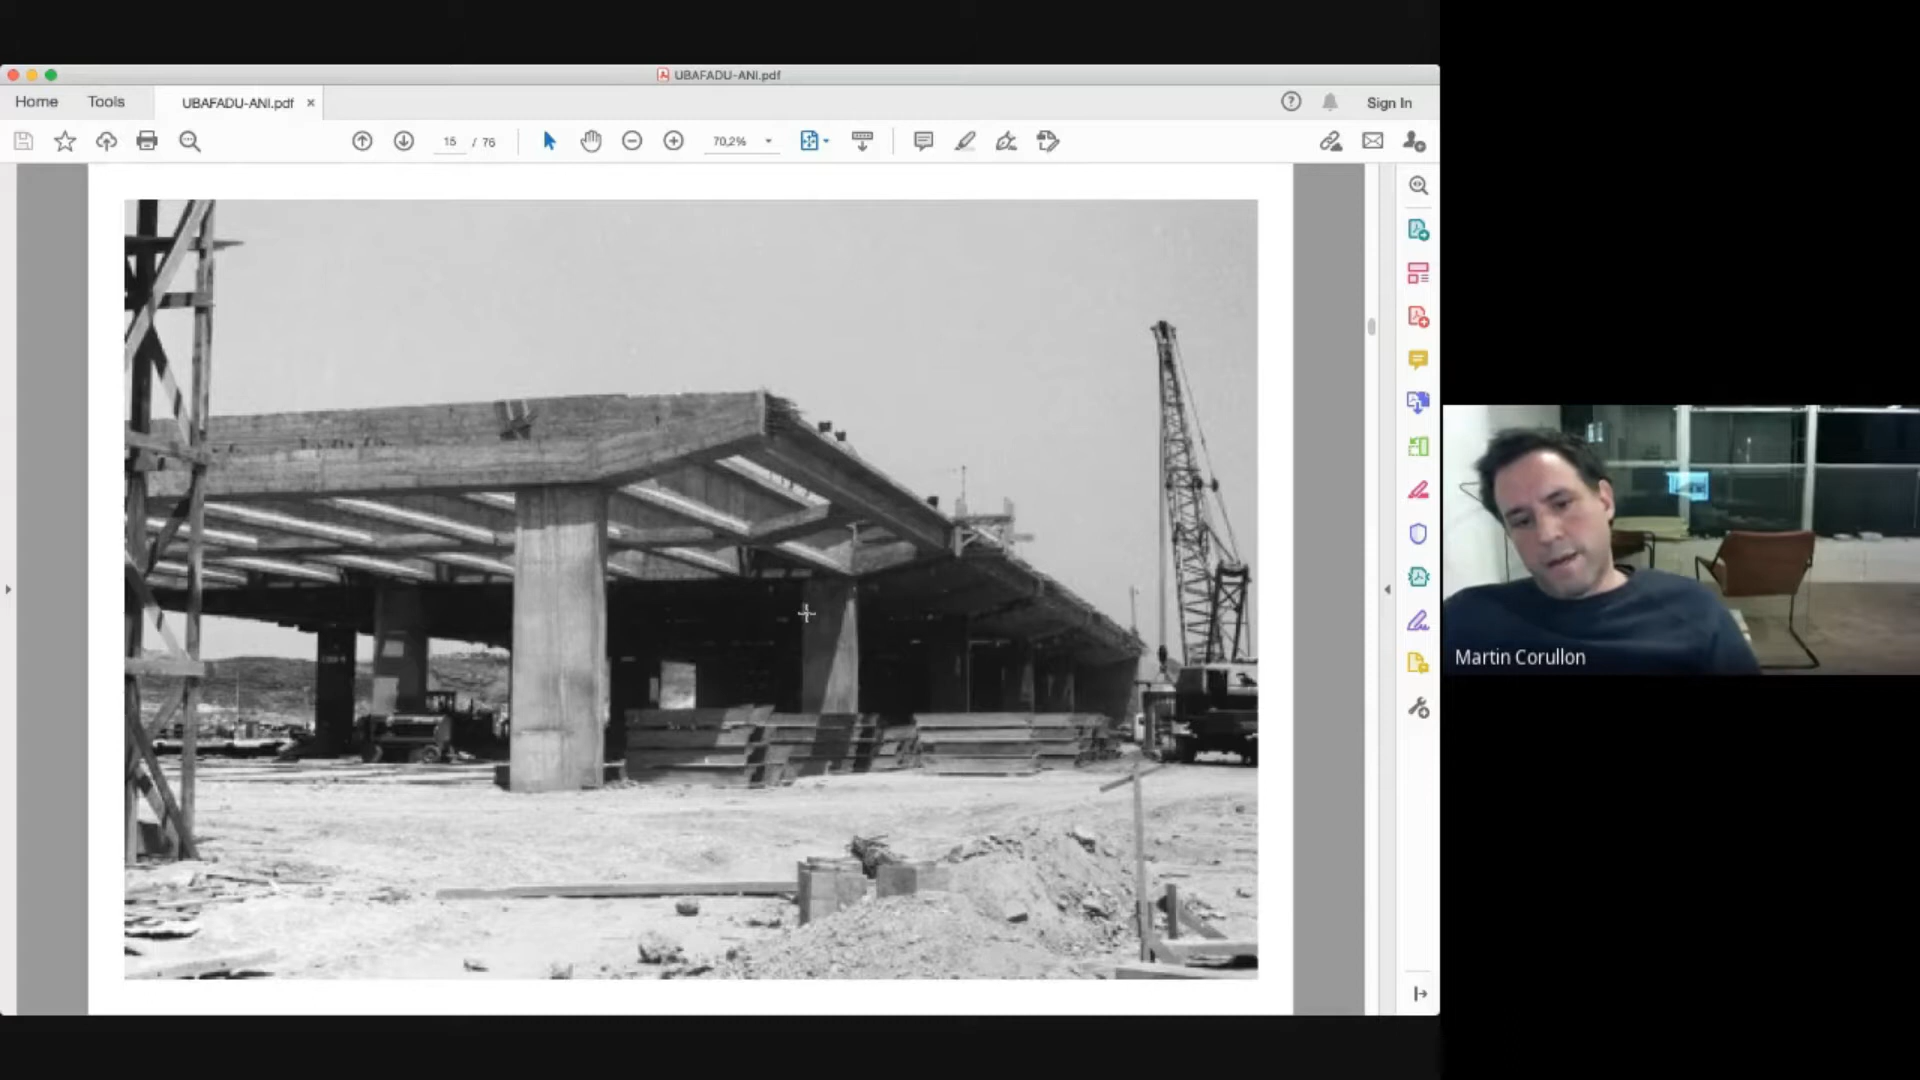 UBAFADU-ANI.pdf
Home
Tools
UBAFADU-ANI.pdf
Sign In
15 / 76
70,2%
Martin Corullon